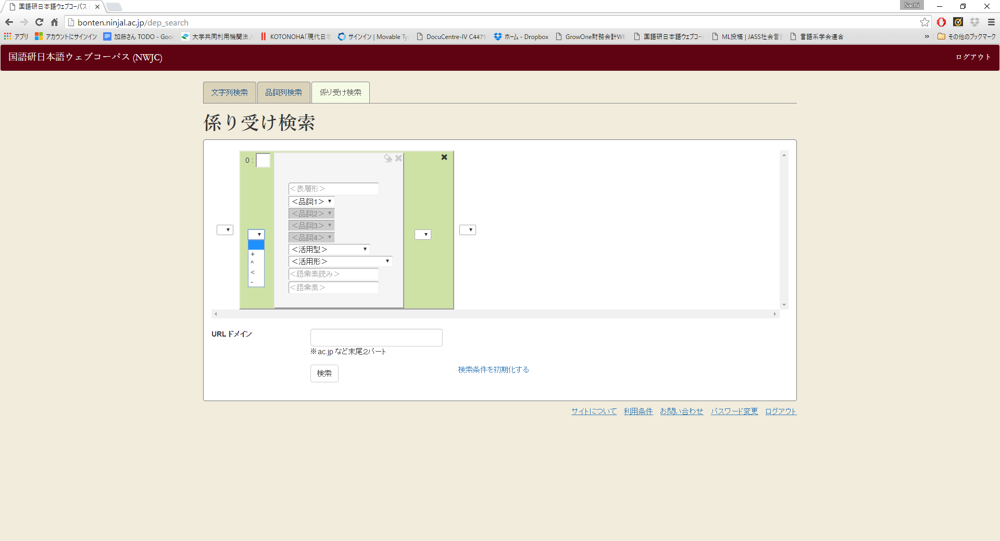 国語研日本語ウェブコーパス
Sachi
bonten.ninjal.ac.jp/dep_search
アプリ アカウントにサインイン 加藤さん TODO - Goo 大学共同利用機関法人 KOTONOHA「現代日本 サインイン | Movable Ty DocuCentre-IV C4475 ホーム - Dropbox GrowOne財務会計WE 国語研日本語ウェブコー ML投稿 | JASS社会言 言語系学会連合 » その他のブックマーク
国語研日本語ウェブコーパス (NWJC) ログアウト
文字列検索 品詞列検索 係り受け検索
係り受け検索
0 :
<表層形>
<品詞1>
<品詞2>
<品詞3>
<品詞4>
<活用型>
<活用形>
<語彙素読み>
<語彙素>
+
^
<
-
URL ドメイン
※ac.jp など末尾２パート
検索 検索条件を初期化する
サイトについて 利用条件 お問い合わせ パスワード変更 ログアウト